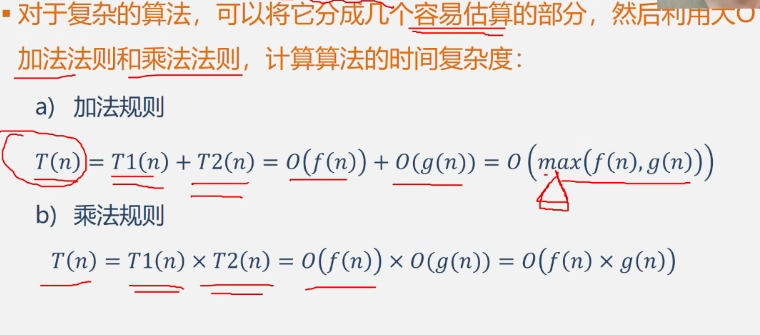 ▪ 对于复杂的算法，可以将它分成几个容易估算的部分，然后利用大O
加法法则和乘法法则，计算算法的时间复杂度：
a) 加法规则
T(n) = T1(n) + T2(n) = O(f(n)) + O(g(n)) = O(max(f(n), g(n)))
b) 乘法规则
T(n) = T1(n) × T2(n) = O(f(n)) × O(g(n)) = O(f(n) × g(n))